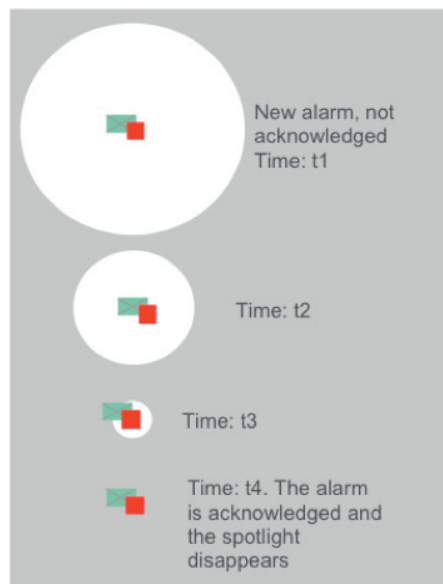 New alarm, not
acknowledged
Time: t1
Time: t2
Time: t3
Time: t4. The alarm
is acknowledged and
the spotlight
disappears